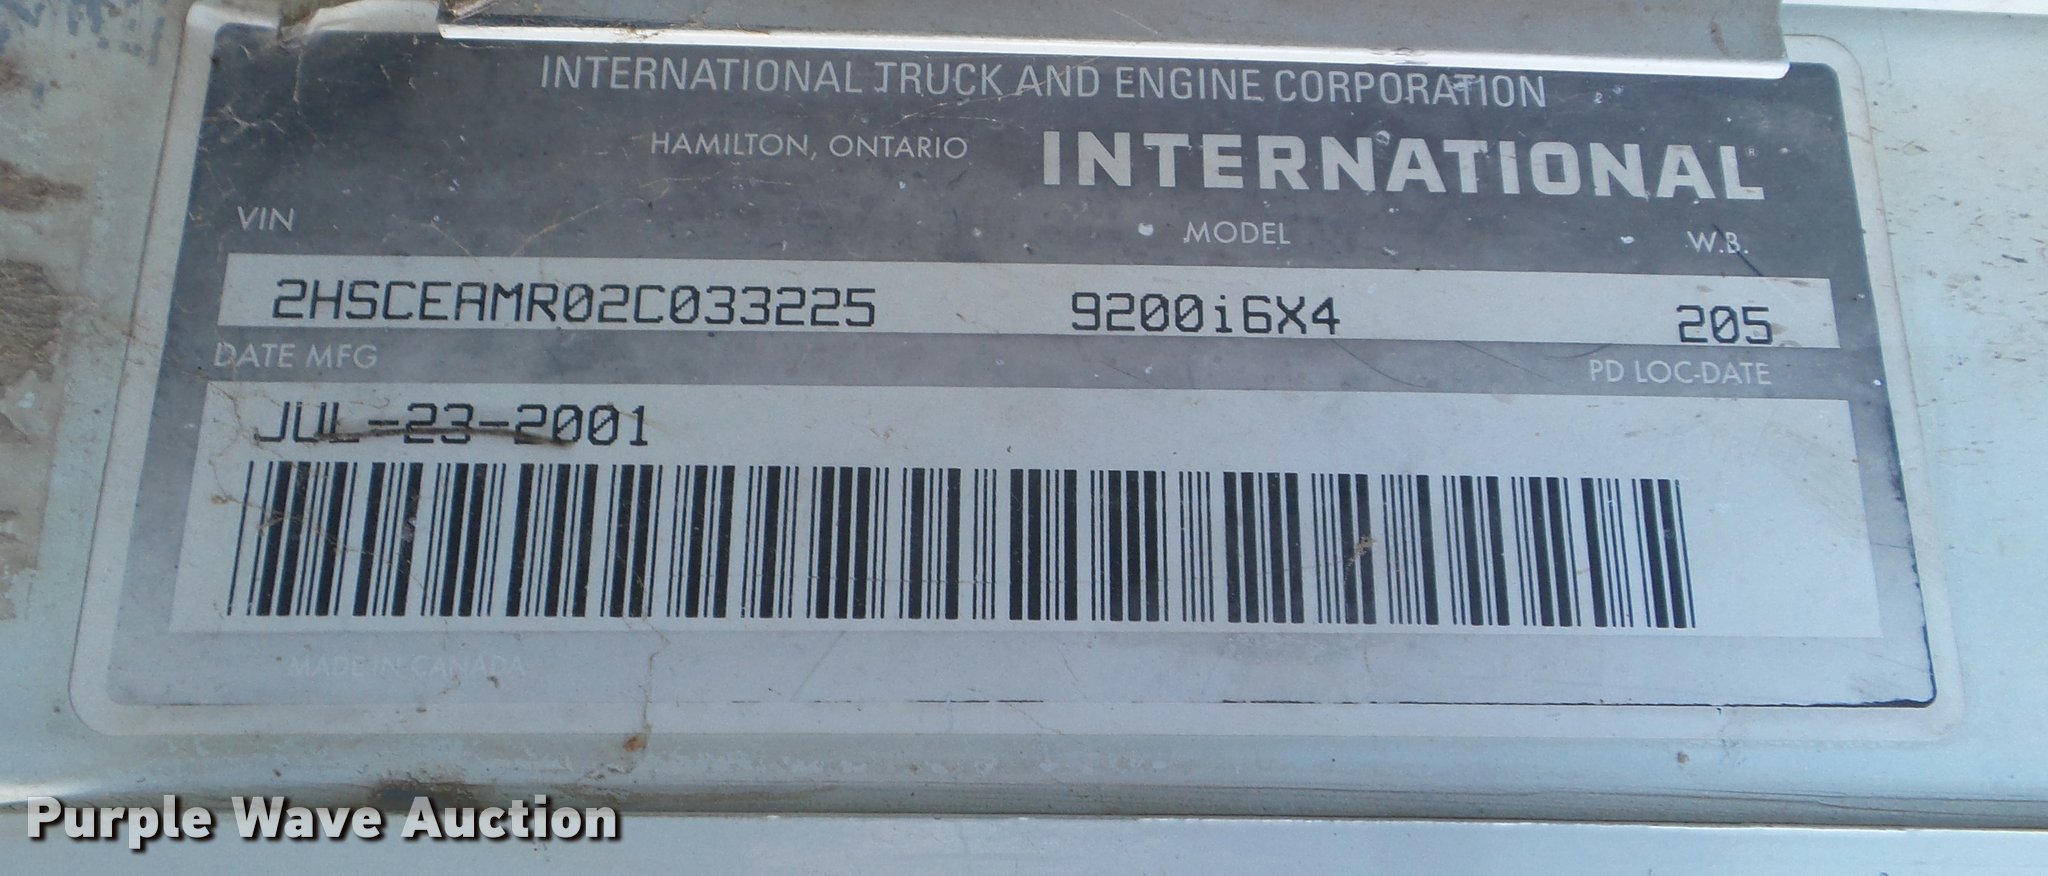 INTERNATIONAL TRUCK AND ENGINE CORPORATION
HAMILTON, ONTARIO INTERNATIONAL®
VIN MODEL W.B.
2HSCEAMR02C033225 9200i6X4 205
DATE MFG PD LOC-DATE
JUL-23-2001
MADE IN CANADA
Purple Wave Auction